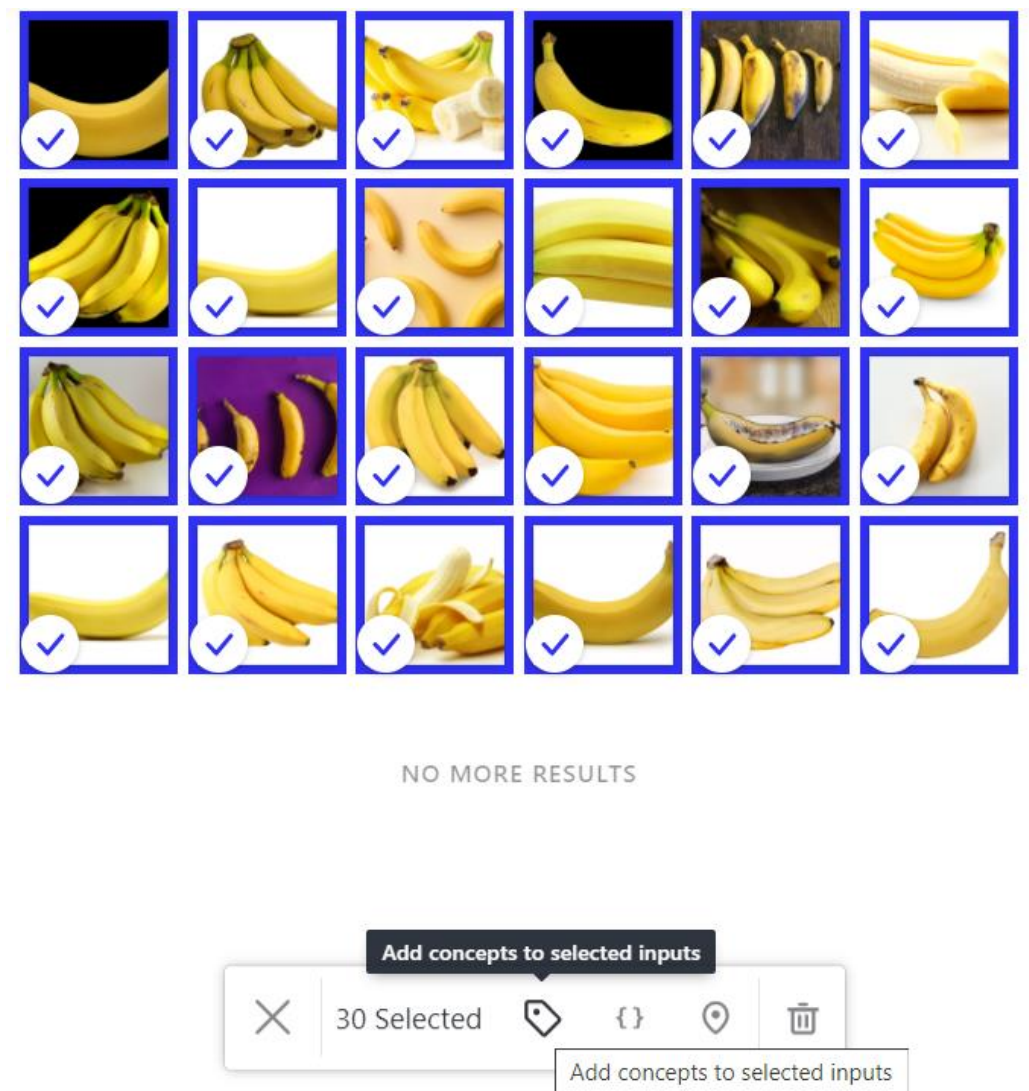 NO MORE RESULTS
Add concepts to selected inputs
30 Selected
{}
Add concepts to selected inputs